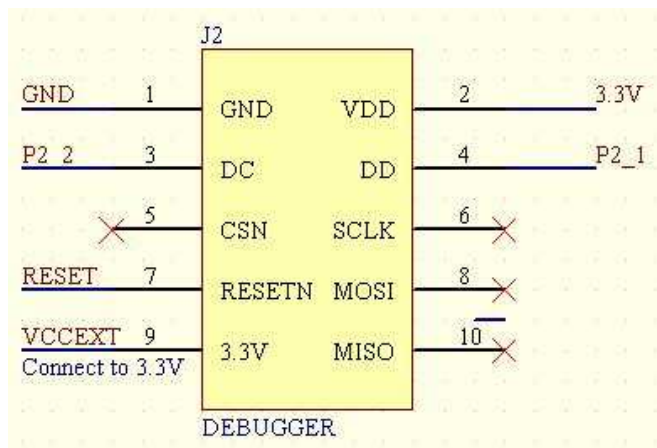 J2
GND 1 GND VDD 2 3.3V
P2_2 3 DC DD 4 P2_1
5 CSN SCLK 6
RESET 7 RESETN MOSI 8
VCCEXT 9 3.3V MISO 10
Connect to 3.3V
DEBUGGER